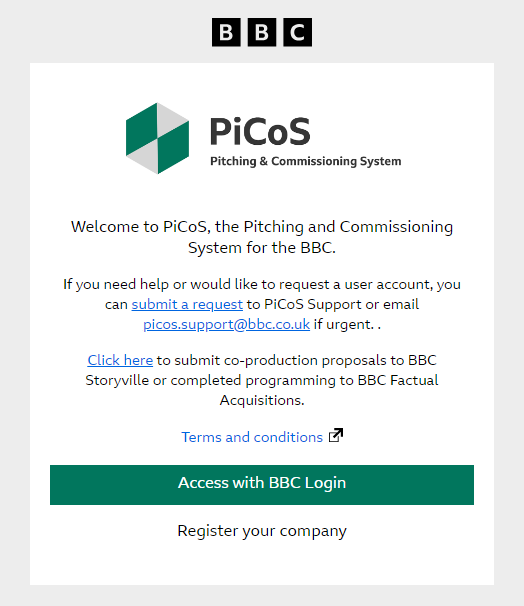 BBC
PiCoS
Pitching & Commissioning System
Welcome to PiCoS, the Pitching and Commissioning
System for the BBC.
If you need help or would like to request a user account, you
can submit a request to PiCoS Support or email
picos.support@bbc.co.uk if urgent. .
Click here to submit co-production proposals to BBC
Storyville or completed programming to BBC Factual
Acquisitions.
Terms and conditions
Access with BBC Login
Register your company